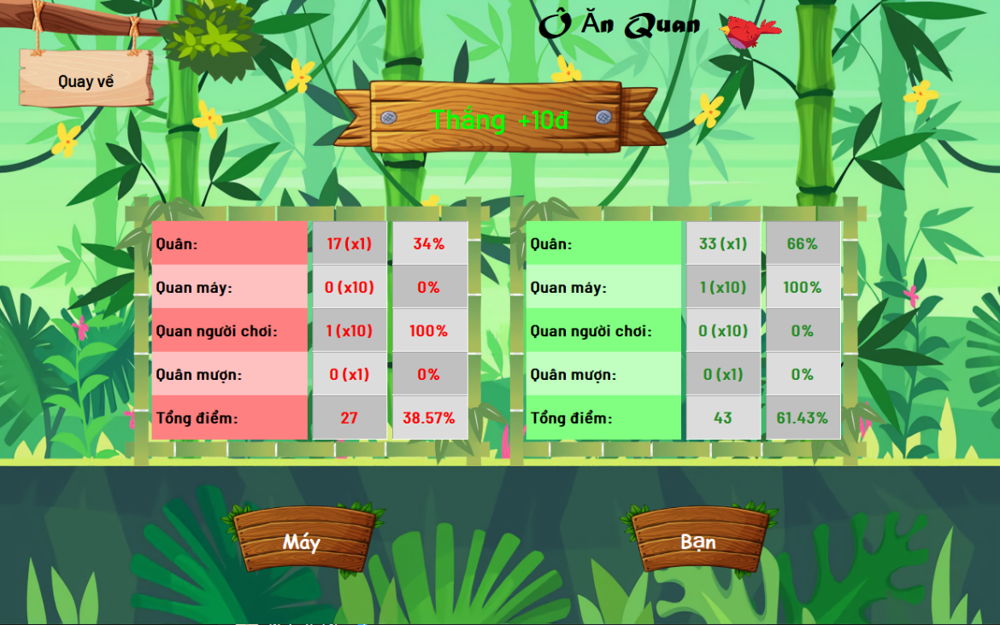 Ô Ăn Quan
Quay về
Thắng +10đ
Quân: 17 (x1) 34%
Quan máy: 0 (x10) 0%
Quan người chơi: 1 (x10) 100%
Quân mượn: 0 (x1) 0%
Tổng điểm: 27 38.57%
Quân: 33 (x1) 66%
Quan máy: 1 (x10) 100%
Quan người chơi: 0 (x10) 0%
Quân mượn: 0 (x1) 0%
Tổng điểm: 43 61.43%
Máy
Bạn